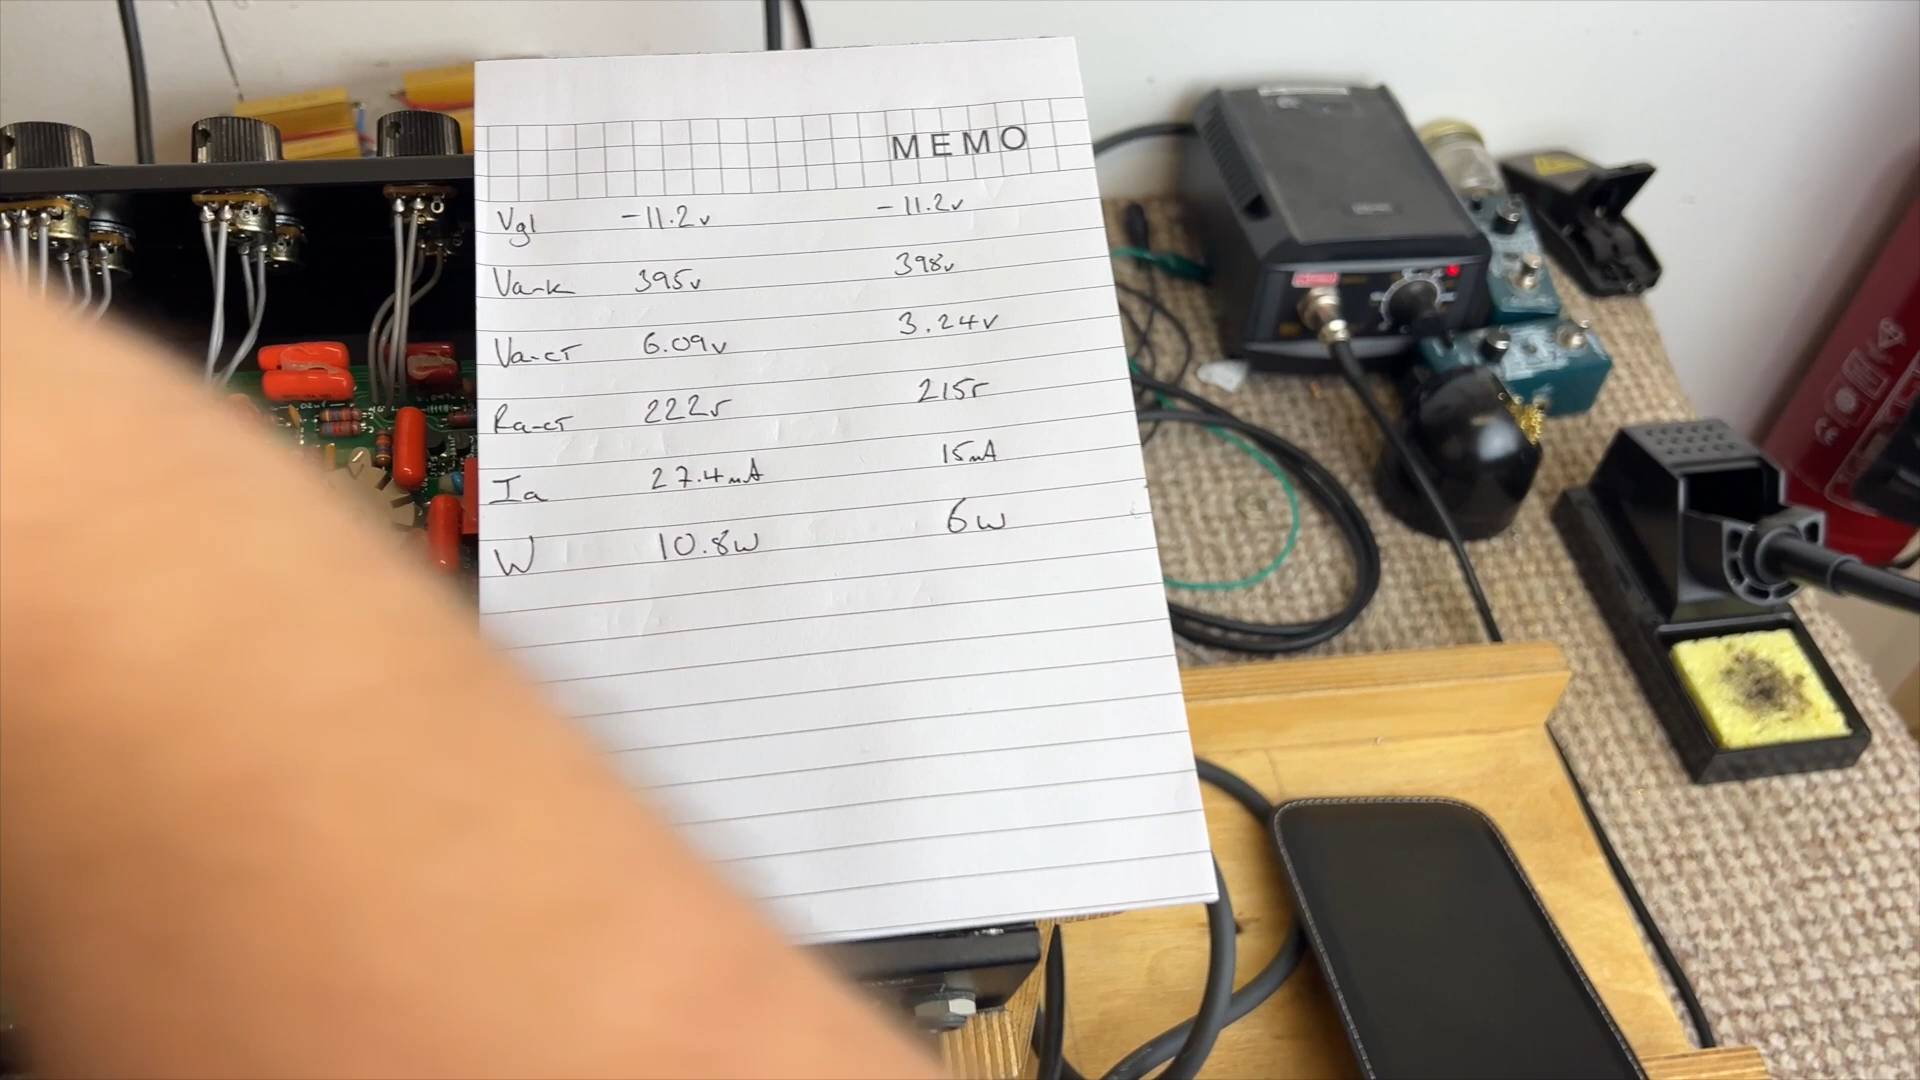 MEMO
Vg1 -11.2v -11.2v
Va-k 395v 398v
Va-ct 6.09v 3.24v
Ra-ct 222r 215r
Ia 27.4mA 15mA
W 10.8w 6w